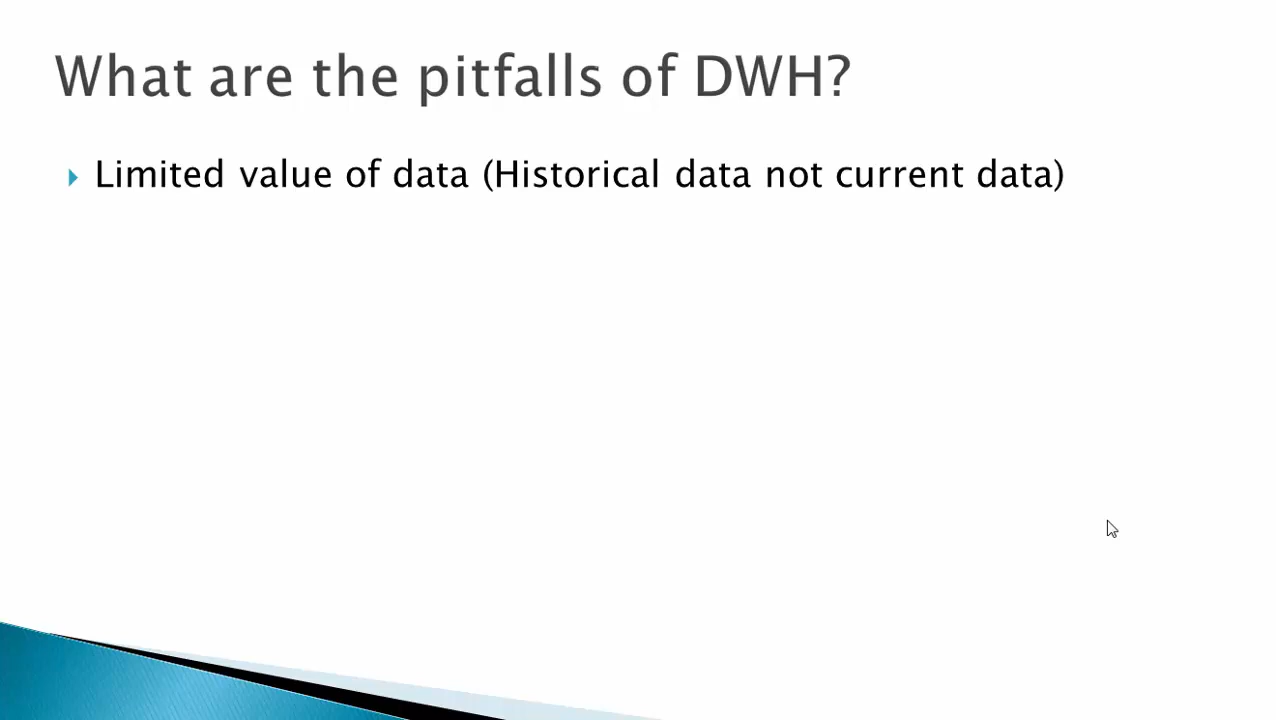 What are the pitfalls of DWH?
Limited value of data (Historical data not current data)